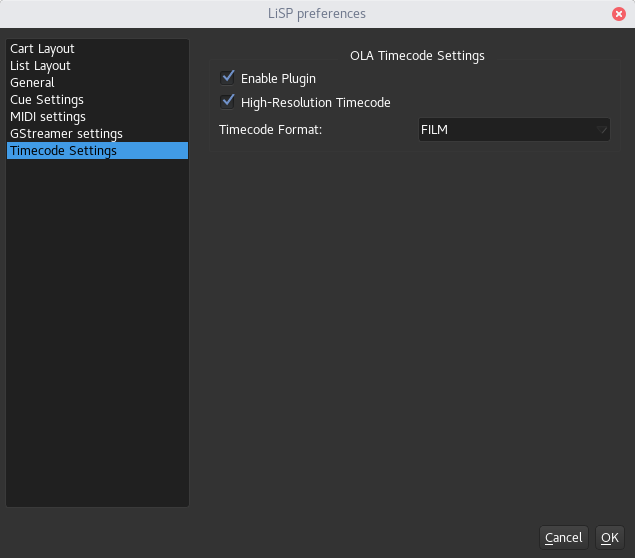 LiSP preferences
Cart Layout
List Layout
General
Cue Settings
MIDI settings
GStreamer settings
Timecode Settings
OLA Timecode Settings
Enable Plugin
High-Resolution Timecode
Timecode Format:
FILM
Cancel
OK